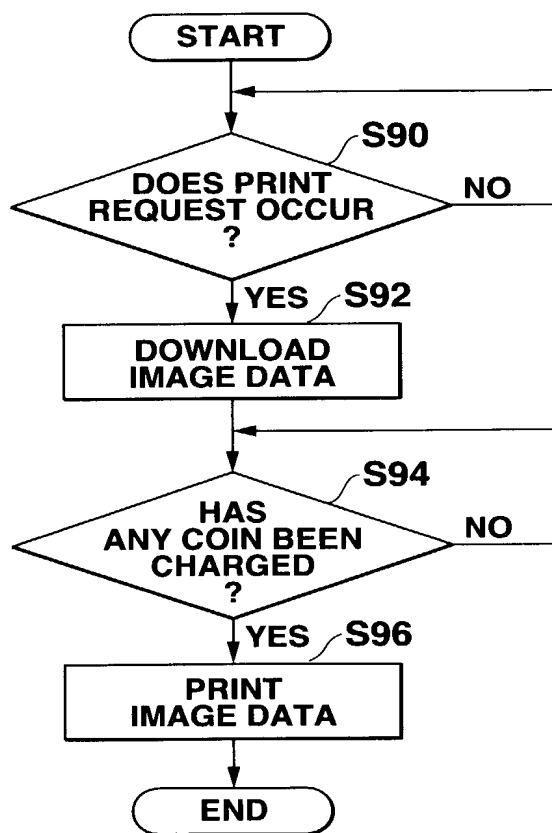 START
S90
DOES PRINT
REQUEST OCCUR
?
NO
YES
S92
DOWNLOAD
IMAGE DATA
S94
HAS
ANY COIN BEEN
CHARGED
?
NO
YES
S96
PRINT
IMAGE DATA
END